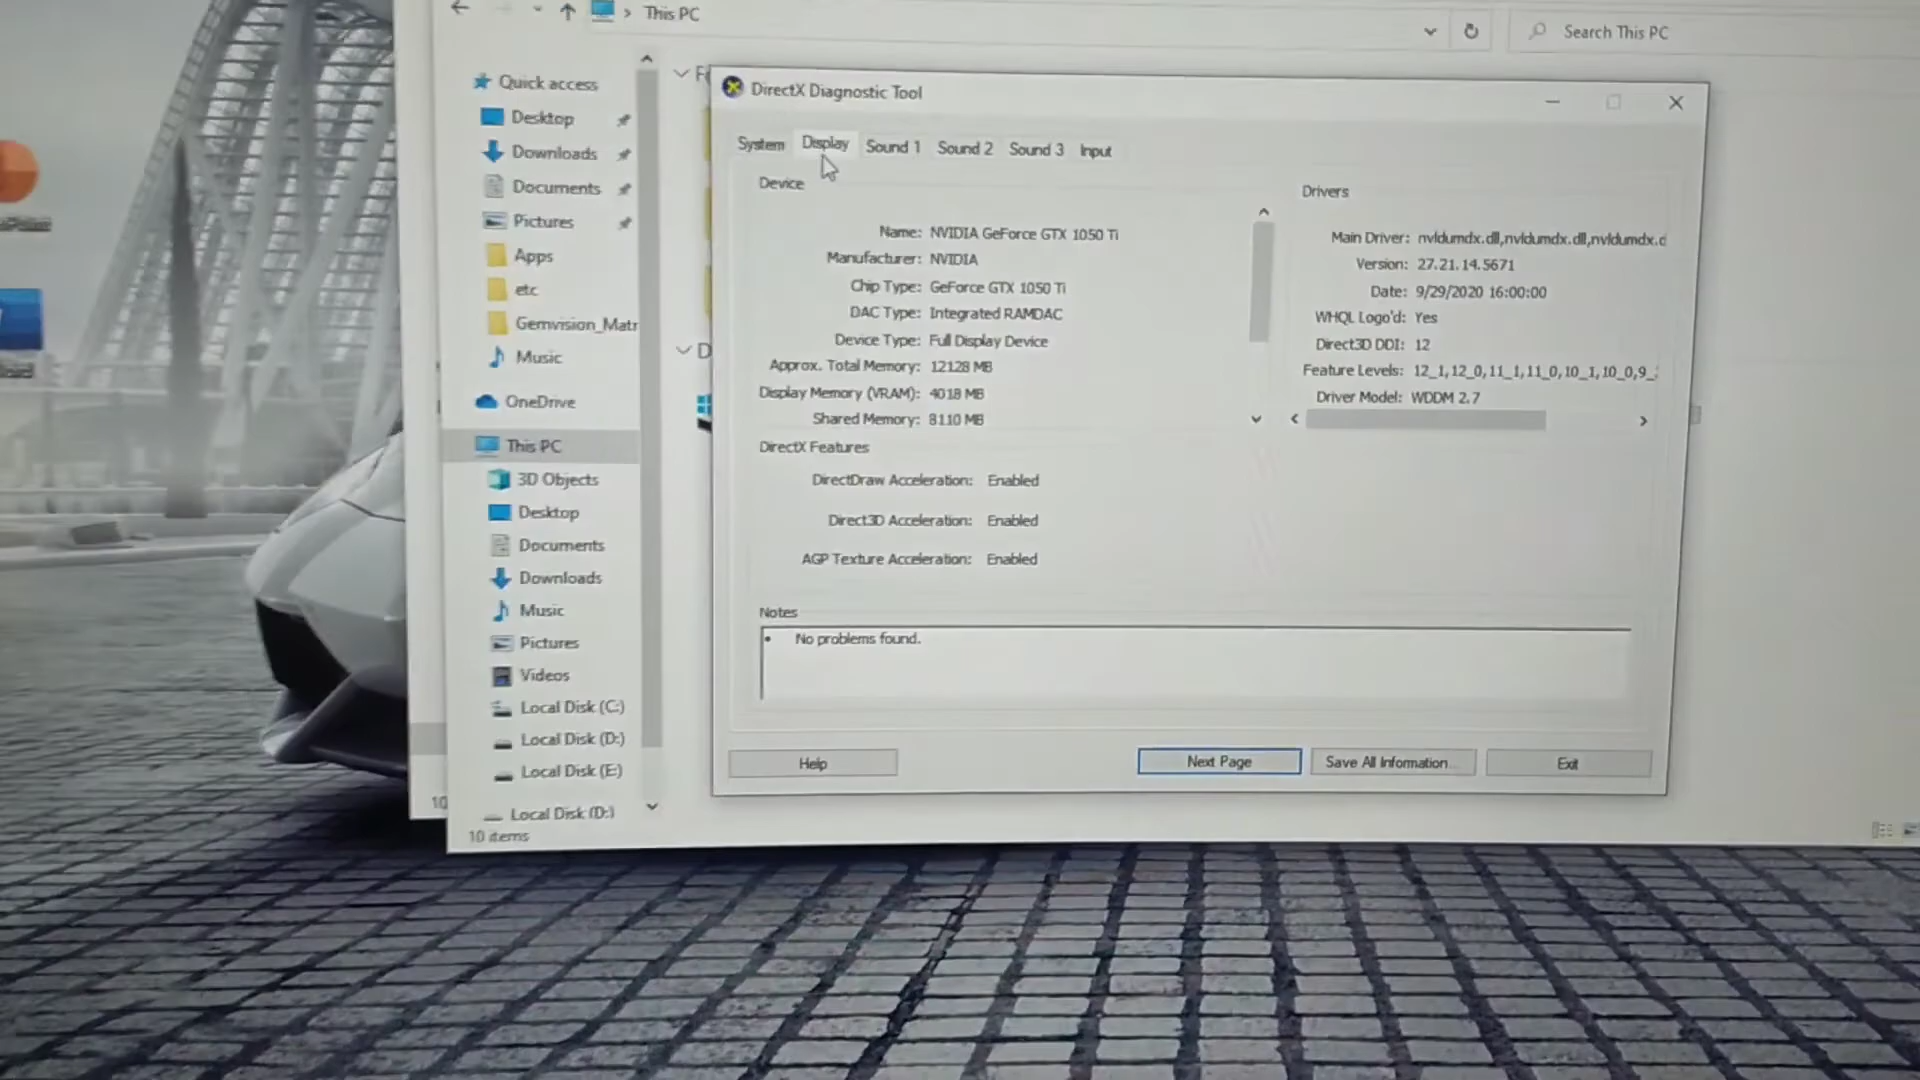 This PC
Search This PC
Quick access
Desktop
Downloads
Documents
Pictures
Apps
etc
Gemvision_Matr
Music
OneDrive
This PC
3D Objects
Desktop
Documents
Downloads
Music
Pictures
Videos
Local Disk (C:)
Local Disk (D:)
Local Disk (E:)
Local Disk (D:)
10 items
10
F
D
DirectX Diagnostic Tool
System Display Sound 1 Sound 2 Sound 3 Input
Device
Name: NVIDIA GeForce GTX 1050 Ti
Manufacturer: NVIDIA
Chip Type: GeForce GTX 1050 Ti
DAC Type: Integrated RAMDAC
Device Type: Full Display Device
Approx. Total Memory: 12128 MB
Display Memory (VRAM): 4018 MB
Shared Memory: 8110 MB
Drivers
Main Driver: nvldumdx.dll,nvldumdx.dll,nvldumdx.d
Version: 27.21.14.5671
Date: 9/29/2020 16:00:00
WHQL Logo'd: Yes
Direct3D DDI: 12
Feature Levels: 12_1,12_0,11_1,11_0,10_1,10_0,9_
Driver Model: WDDM 2.7
DirectX Features
DirectDraw Acceleration: Enabled
Direct3D Acceleration: Enabled
AGP Texture Acceleration: Enabled
Notes
• No problems found.
Help
Next Page
Save All Information...
Exit